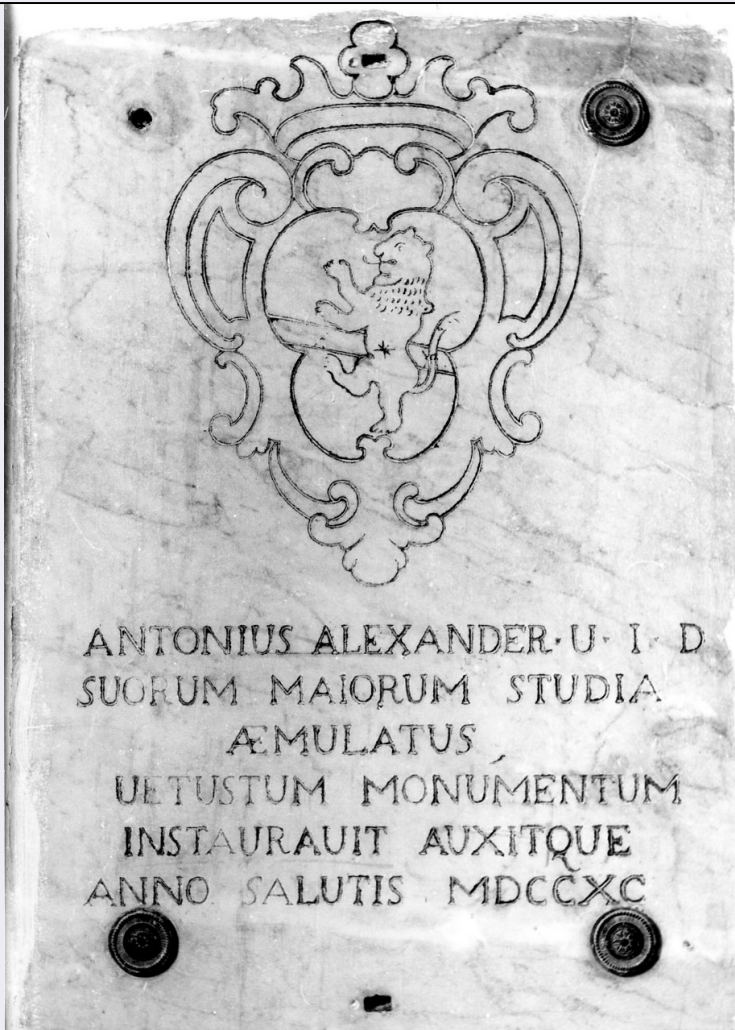 ANTONIUS ALEXANDER · U · I · D
SUORUM MAIORUM STUDIA
ÆMULATUS
UETUSTUM MONUMENTUM
INSTAURAUIT AUXITQUE
ANNO SALUTIS MDCCXC